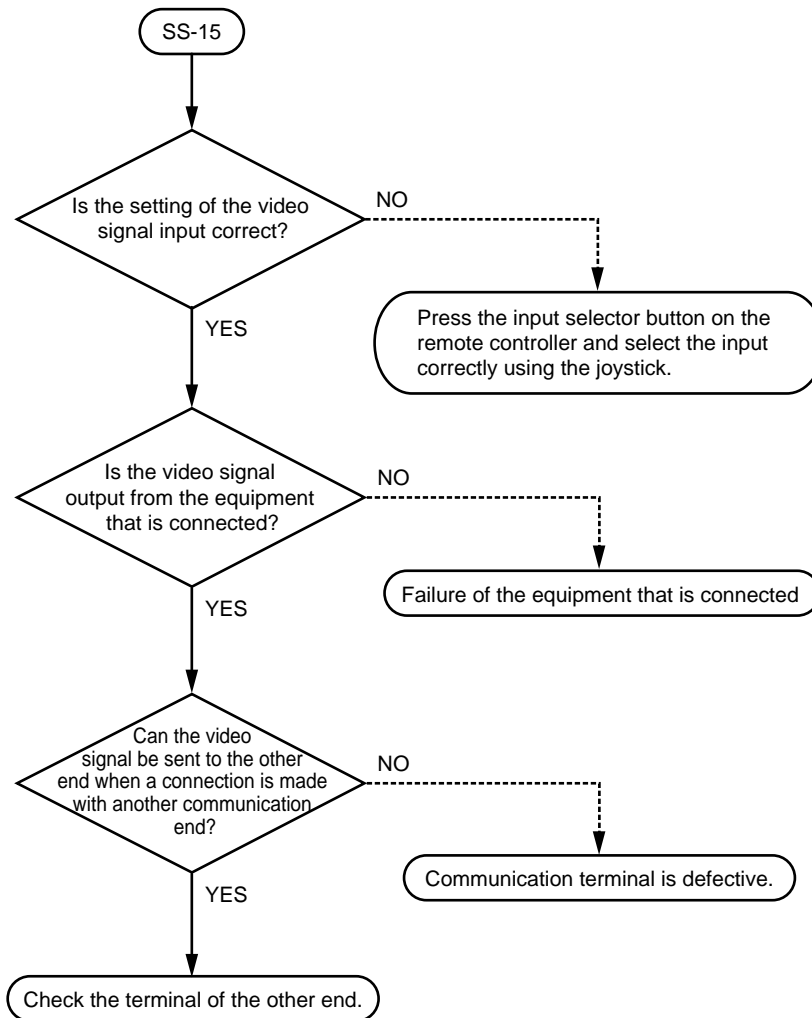 SS-15
Is the setting of the video
signal input correct?
NO
Press the input selector button on the
remote controller and select the input
correctly using the joystick.
YES
Is the video signal
output from the equipment
that is connected?
NO
Failure of the equipment that is connected
YES
Can the video
signal be sent to the other
end when a connection is made
with another communication
end?
NO
Communication terminal is defective.
YES
Check the terminal of the other end.